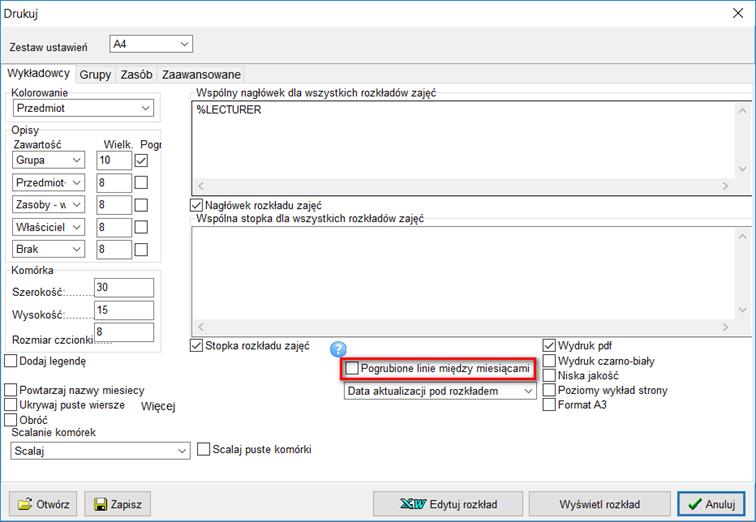 Drukuj
Zestaw ustawień A4
Wykładowcy Grupy Zasób Zaawansowane
Kolorowanie
Przedmiot
Opisy
Zawartość Wielk. Pogr
Grupa 10
Przedmiot- 8
Zasoby - w 8
Właściciel 8
Brak 8
Komórka
Szerokość:......... 30
Wysokość:......... 15
Rozmiar czcionki...... 8
Dodaj legendę
Powtarzaj nazwy miesiecy
Ukrywaj puste wiersze Więcej
Obróć
Scalanie komórek
Scalaj
Scalaj puste komórki
Wspólny nagłówek dla wszystkich rozkładów zajęć
%LECTURER
Nagłówek rozkładu zajęć
Wspólna stopka dla wszystkich rozkładów zajęć
Stopka rozkładu zajęć
?
Pogrubione linie między miesiącami
Data aktualizacji pod rozkładem
Wydruk pdf
Wydruk czarno-biały
Niska jakość
Poziomy wykład strony
Format A3
Otwórz Zapisz XW Edytuj rozkład Wyświetl rozkład Anuluj